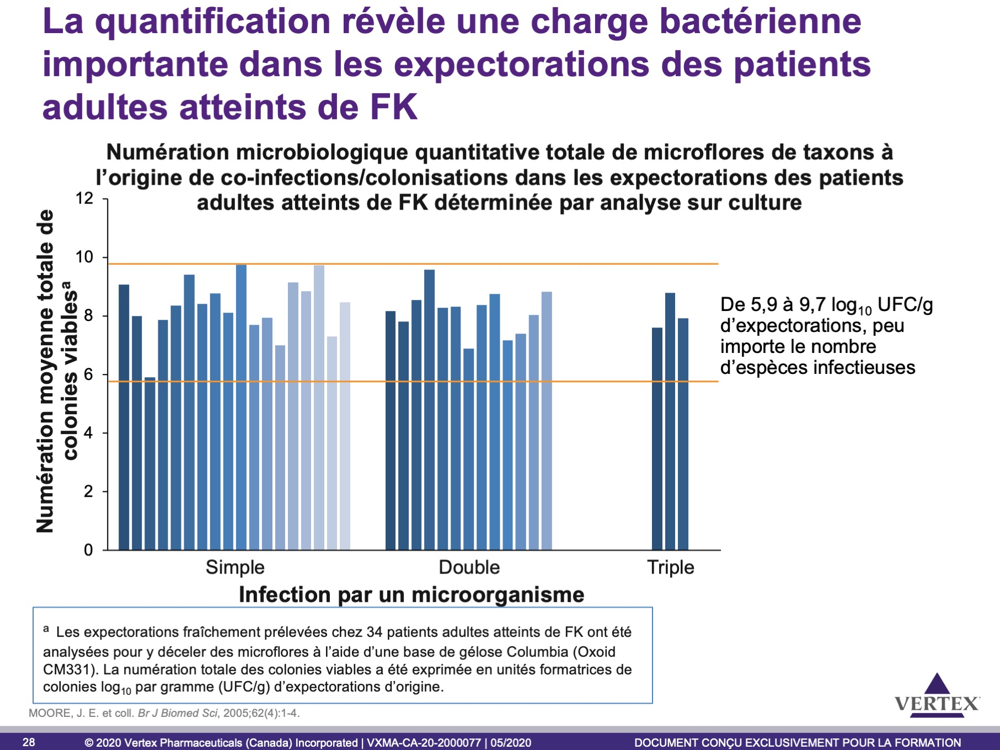 La quantification révèle une charge bactérienne
importante dans les expectorations des patients
adultes atteints de FK
Numération microbiologique quantitative totale de microflores de taxons à
l’origine de co-infections/colonisations dans les expectorations des patients
adultes atteints de FK déterminée par analyse sur culture
Numération moyenne totale de
colonies viablesᵃ
12
10
8
6
4
2
0
De 5,9 à 9,7 log₁₀ UFC/g
d’expectorations, peu
importe le nombre
d’espèces infectieuses
Simple Double Triple
Infection par un microorganisme
ᵃ Les expectorations fraîchement prélevées chez 34 patients adultes atteints de FK ont été
analysées pour y déceler des microflores à l’aide d’une base de gélose Columbia (Oxoid
CM331). La numération totale des colonies viables a été exprimée en unités formatrices de
colonies log₁₀ par gramme (UFC/g) d’expectorations d’origine.
MOORE, J. E. et coll. Br J Biomed Sci, 2005;62(4):1-4.
VERTEX
28 © 2020 Vertex Pharmaceuticals (Canada) Incorporated | VXMA-CA-20-2000077 | 05/2020 DOCUMENT CONÇU EXCLUSIVEMENT POUR LA FORMATION